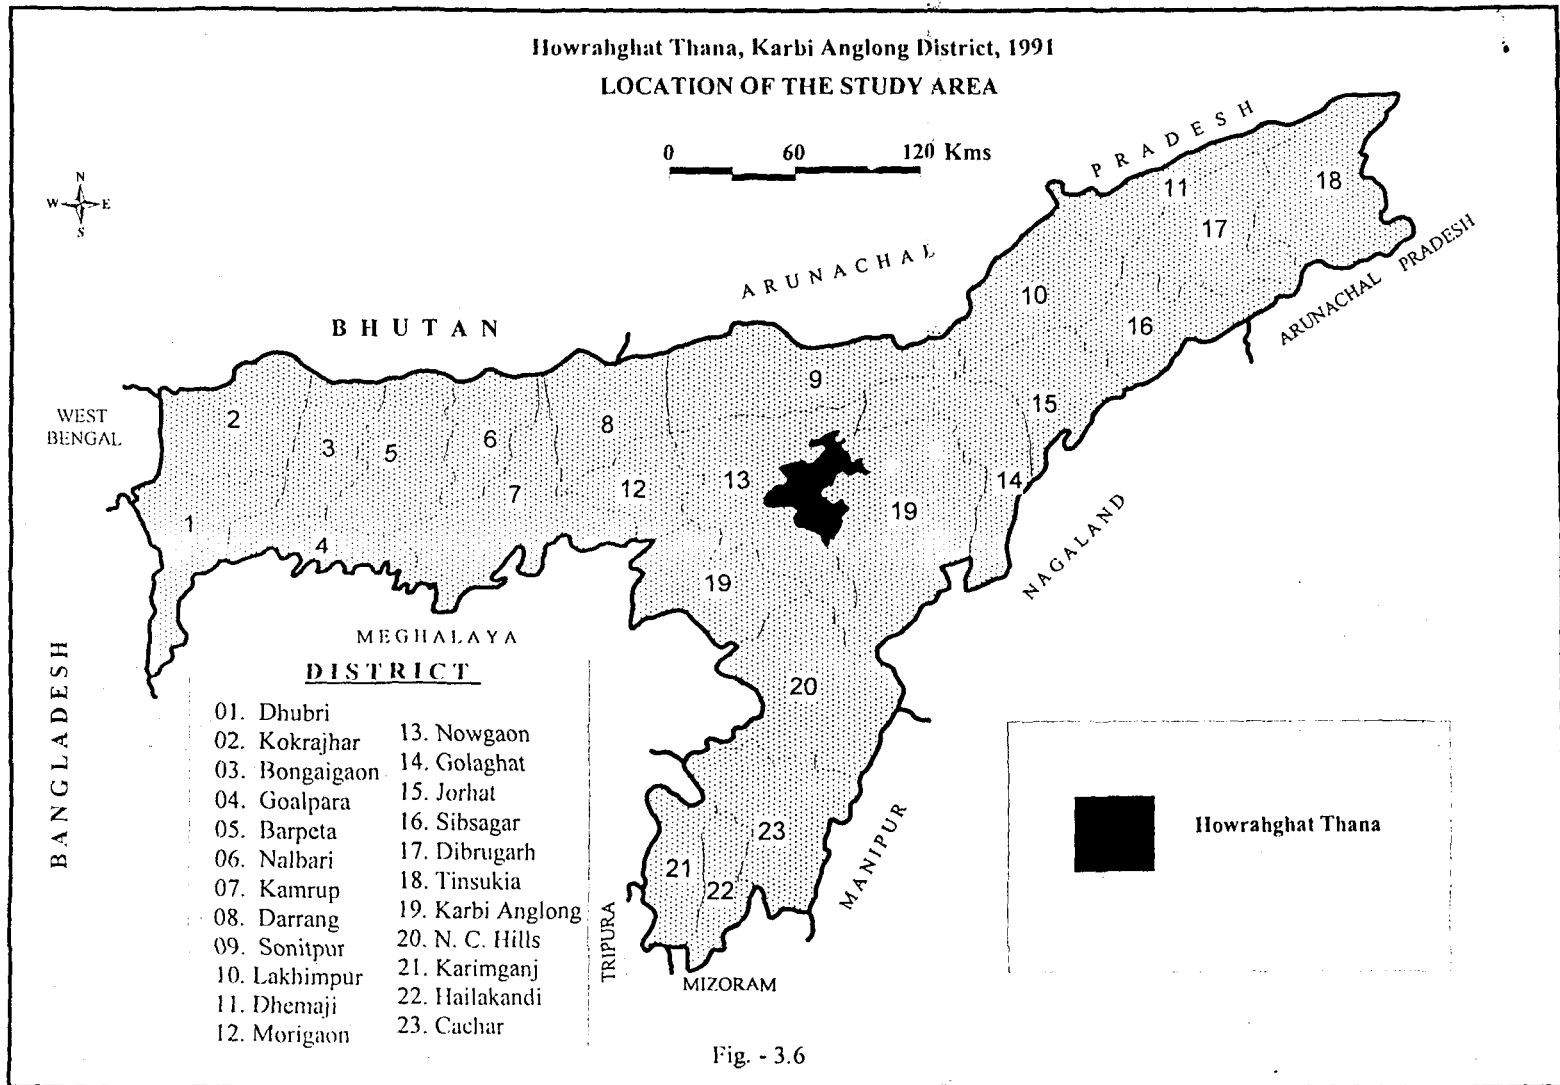 Howrahghat Thana, Karbi Anglong District, 1991
LOCATION OF THE STUDY AREA
0 60 120 Kms
N
W E
S
PRADESH
ARUNACHAL
ARUNACHAL PRADESH
BHUTAN
WEST
BENGAL
11
18
17
10
16
9
15
2
8
6
3
5
13
14
12
7
19
1
4
19
NAGALAND
MEGHALAYA
BANGLADESH
20
23
21
22
MANIPUR
TRIPURA
MIZORAM
DISTRICT
01. Dhubri
02. Kokrajhar
03. Bongaigaon
04. Goalpara
05. Barpeta
06. Nalbari
07. Kamrup
08. Darrang
09. Sonitpur
10. Lakhimpur
11. Dhemaji
12. Morigaon
13. Nowgaon
14. Golaghat
15. Jorhat
16. Sibsagar
17. Dibrugarh
18. Tinsukia
19. Karbi Anglong
20. N. C. Hills
21. Karimganj
22. Hailakandi
23. Cachar
Howrahghat Thana
Fig. - 3.6